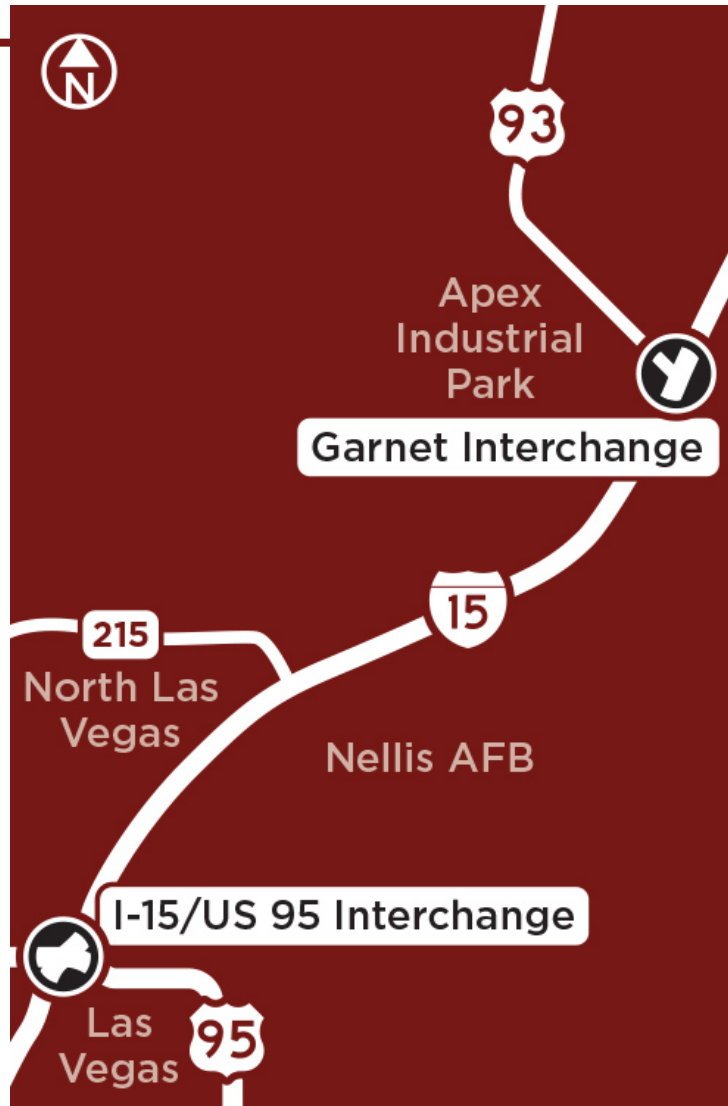 N
93
Apex
Industrial
Park
Garnet Interchange
15
215
North Las
Vegas
Nellis AFB
I-15/US 95 Interchange
Las
Vegas
95